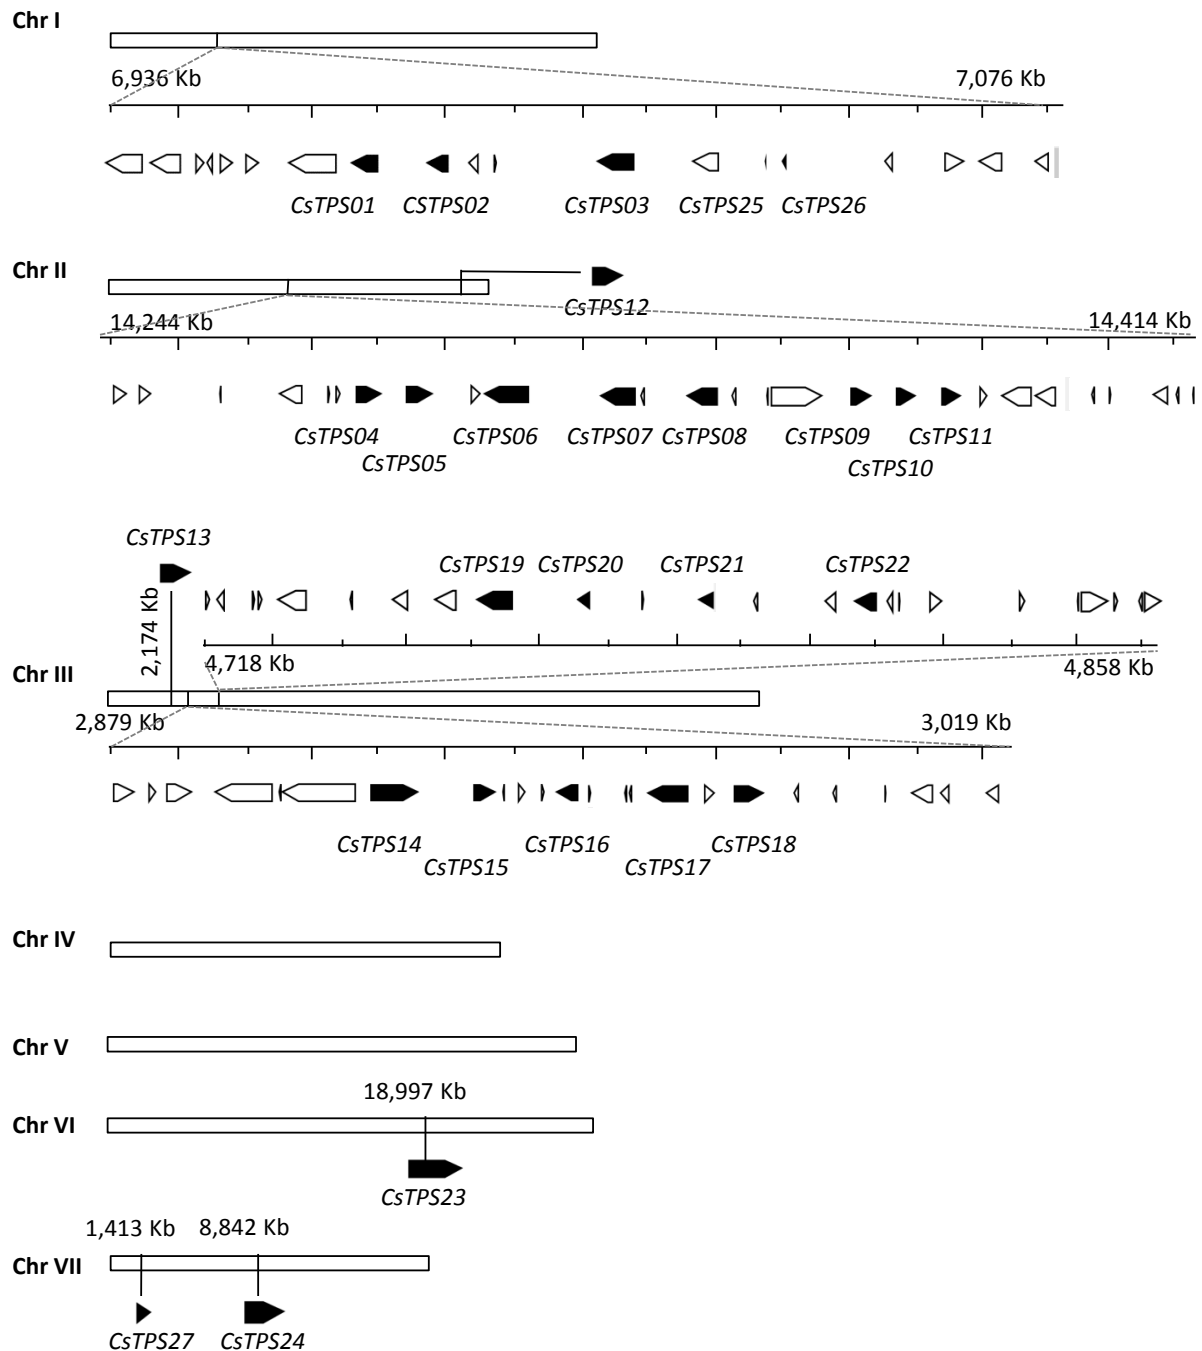 Chr I
6,936 Kb 7,076 Kb
CsTPS01 CSTPS02 CsTPS03 CsTPS25 CsTPS26
Chr II
CsTPS12
14,244 Kb 14,414 Kb
CsTPS04 CsTPS06 CsTPS07 CsTPS08 CsTPS09 CsTPS11
CsTPS05 CsTPS10
CsTPS13
CsTPS19 CsTPS20 CsTPS21 CsTPS22
2,174 Kb
4,718 Kb 4,858 Kb
Chr III
2,879 Kb 3,019 Kb
CsTPS14 CsTPS16 CsTPS18
CsTPS15 CsTPS17
Chr IV
Chr V
18,997 Kb
Chr VI
CsTPS23
1,413 Kb 8,842 Kb
Chr VII
CsTPS27 CsTPS24